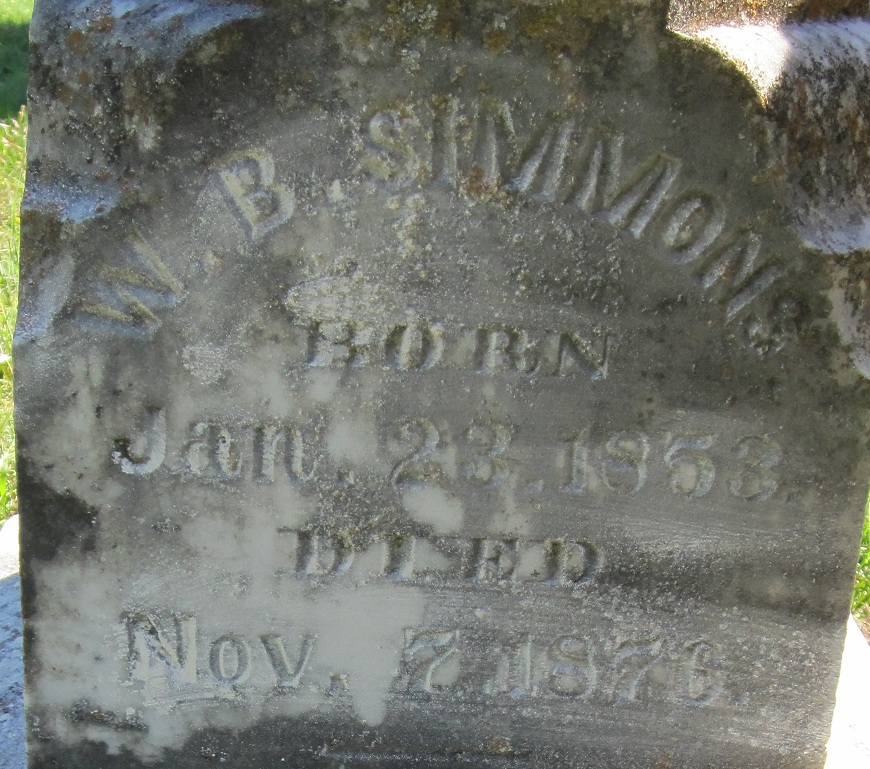 W. B. SIMMONS
BORN
Jan. 23. 1853.
DIED
Nov. 7. 1876.